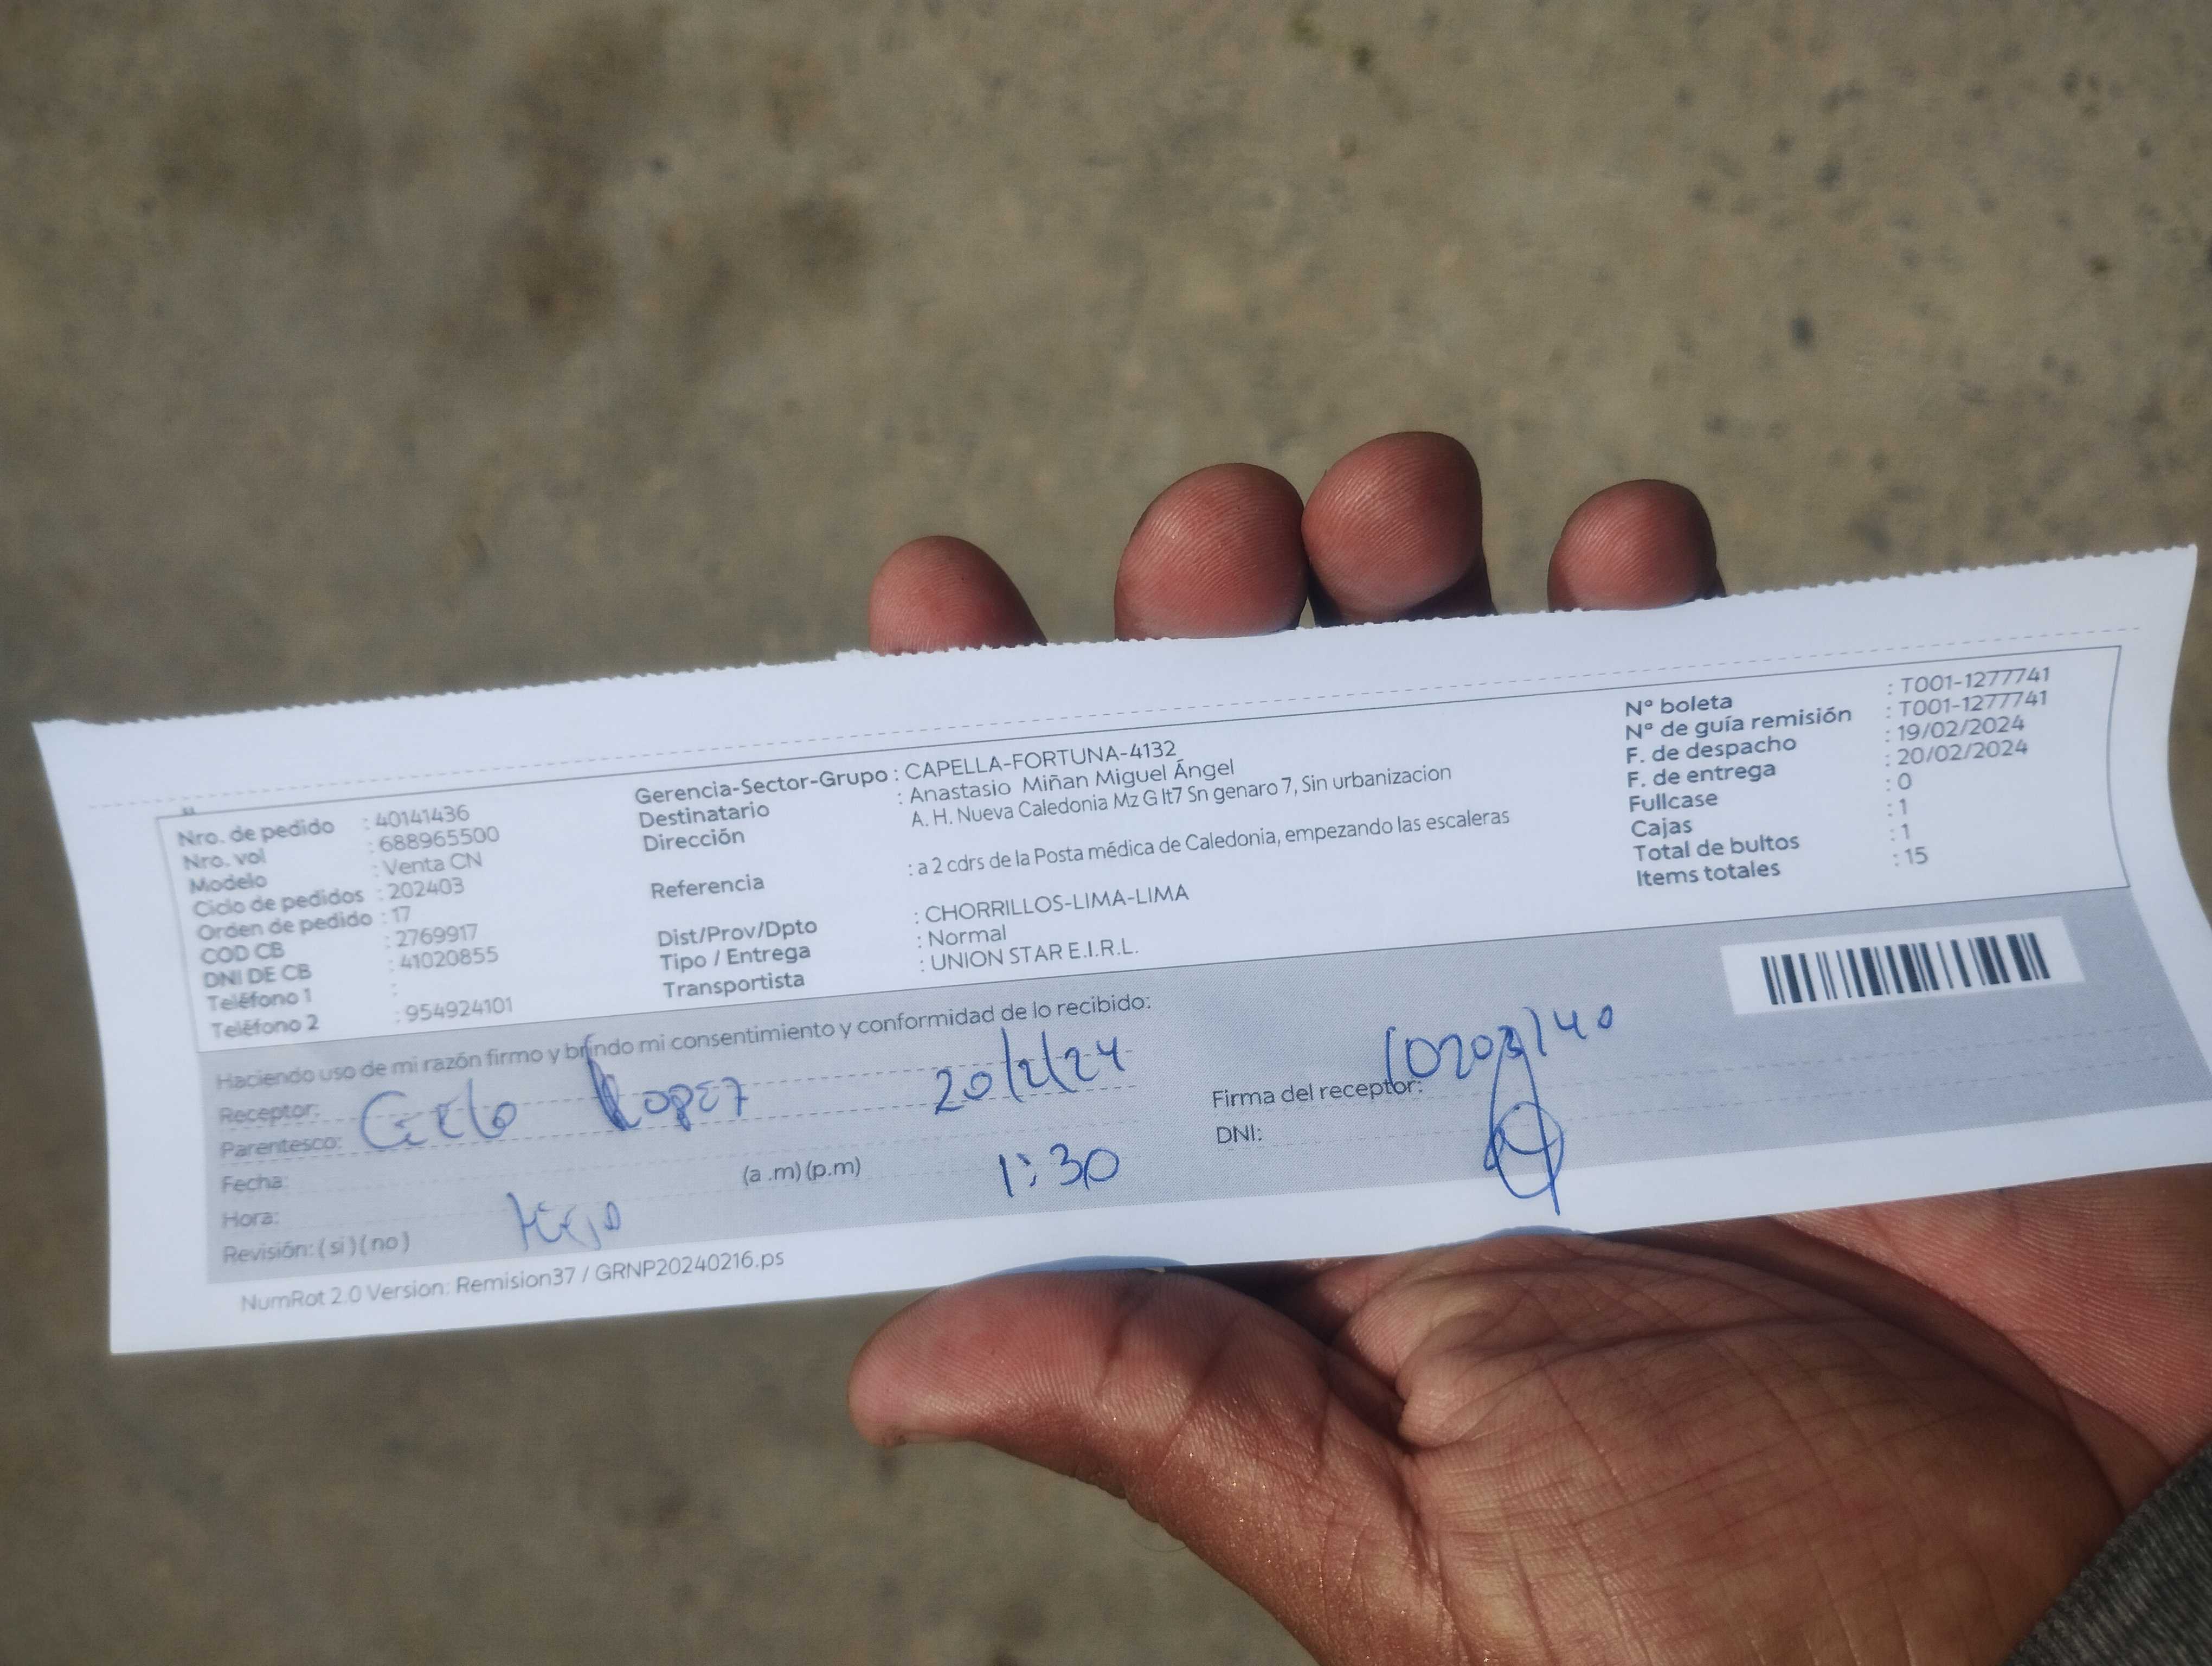 Nro. de pedido : 40141436
Nro. vol : 688965500
Modelo : Venta CN
Ciclo de pedidos : 202403
Orden de pedido : 17
COD CB : 2769917
DNI DE CB : 41020855
Teléfono 1 :
Teléfono 2 : 954924101
Gerencia-Sector-Grupo : CAPELLA-FORTUNA-4132
Destinatario : Anastasio Miñan Miguel Ángel
Dirección A. H. Nueva Caledonia Mz G lt7 Sn genaro 7, Sin urbanizacion
Referencia : a 2 cdrs de la Posta médica de Caledonia, empezando las escaleras
Dist/Prov/Dpto : CHORRILLOS-LIMA-LIMA
Tipo / Entrega : Normal
Transportista : UNION STAR E.I.R.L.
Nº boleta : T001-1277741
Nº de guía remisión : T001-1277741
F. de despacho : 19/02/2024
F. de entrega : 20/02/2024
Fullcase : 0
Cajas : 1
Total de bultos : 1
Items totales : 15
Haciendo uso de mi razón firmo y brindo mi consentimiento y conformidad de lo recibido:
Receptor: 20/2/24
Parentesco:
Fecha:
Hora: (a .m) (p.m) 1:30
Revisión: ( si ) ( no )
Firma del receptor:
DNI:
NumRot 2.0 Version: Remision37 / GRNP20240216.ps